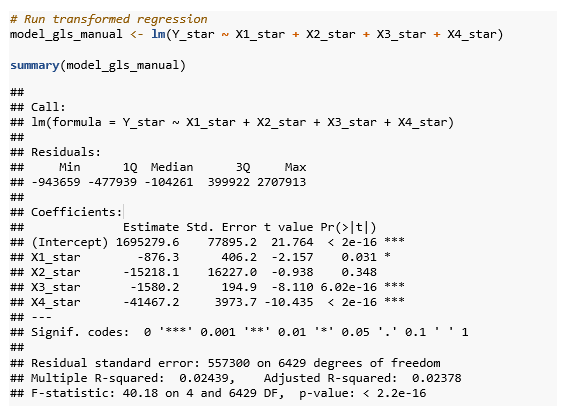 # Run transformed regression
model_gls_manual <- lm(Y_star ~ X1_star + X2_star + X3_star + X4_star)
summary(model_gls_manual)
##
## Call:
## lm(formula = Y_star ~ X1_star + X2_star + X3_star + X4_star)
##
## Residuals:
##     Min      1Q  Median      3Q     Max
## -943659 -477939 -104261  399922 2707913
##
## Coefficients:
##              Estimate Std. Error t value Pr(>|t|)
## (Intercept) 1695279.6    77895.2  21.764  < 2e-16 ***
## X1_star        -876.3      406.2  -2.157    0.031 *
## X2_star      -15218.1    16227.0  -0.938    0.348
## X3_star       -1580.2      194.9  -8.110 6.02e-16 ***
## X4_star      -41467.2     3973.7 -10.435  < 2e-16 ***
## ---
## Signif. codes:  0 '***' 0.001 '**' 0.01 '*' 0.05 '.' 0.1 ' ' 1
##
## Residual standard error: 557300 on 6429 degrees of freedom
## Multiple R-squared:  0.02439,    Adjusted R-squared:  0.02378
## F-statistic: 40.18 on 4 and 6429 DF,  p-value: < 2.2e-16